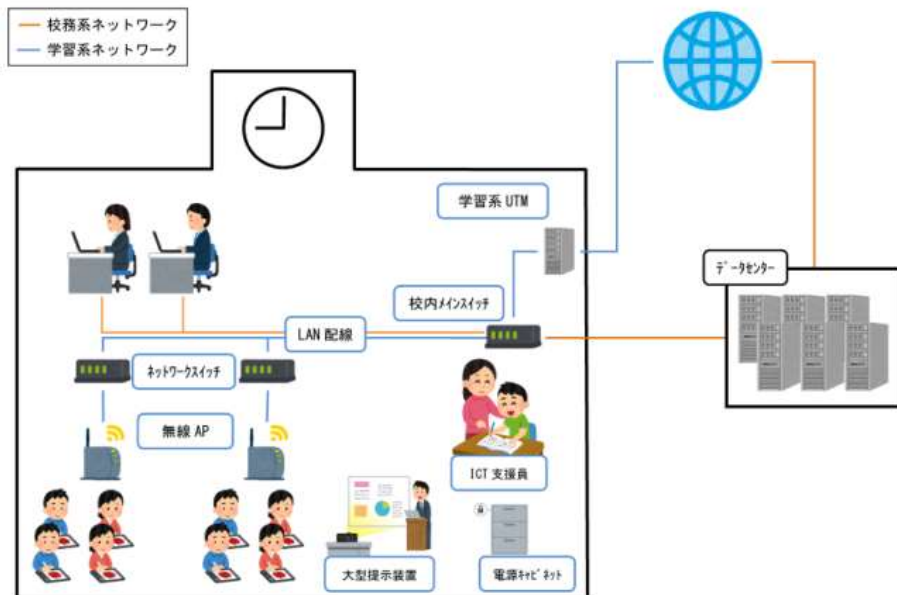 校務系ネットワーク
学習系ネットワーク
学習系 UTM
データセンター
校内メインスイッチ
LAN 配線
ネットワークスイッチ
無線 AP
ICT 支援員
大型提示装置
電源キャビネット